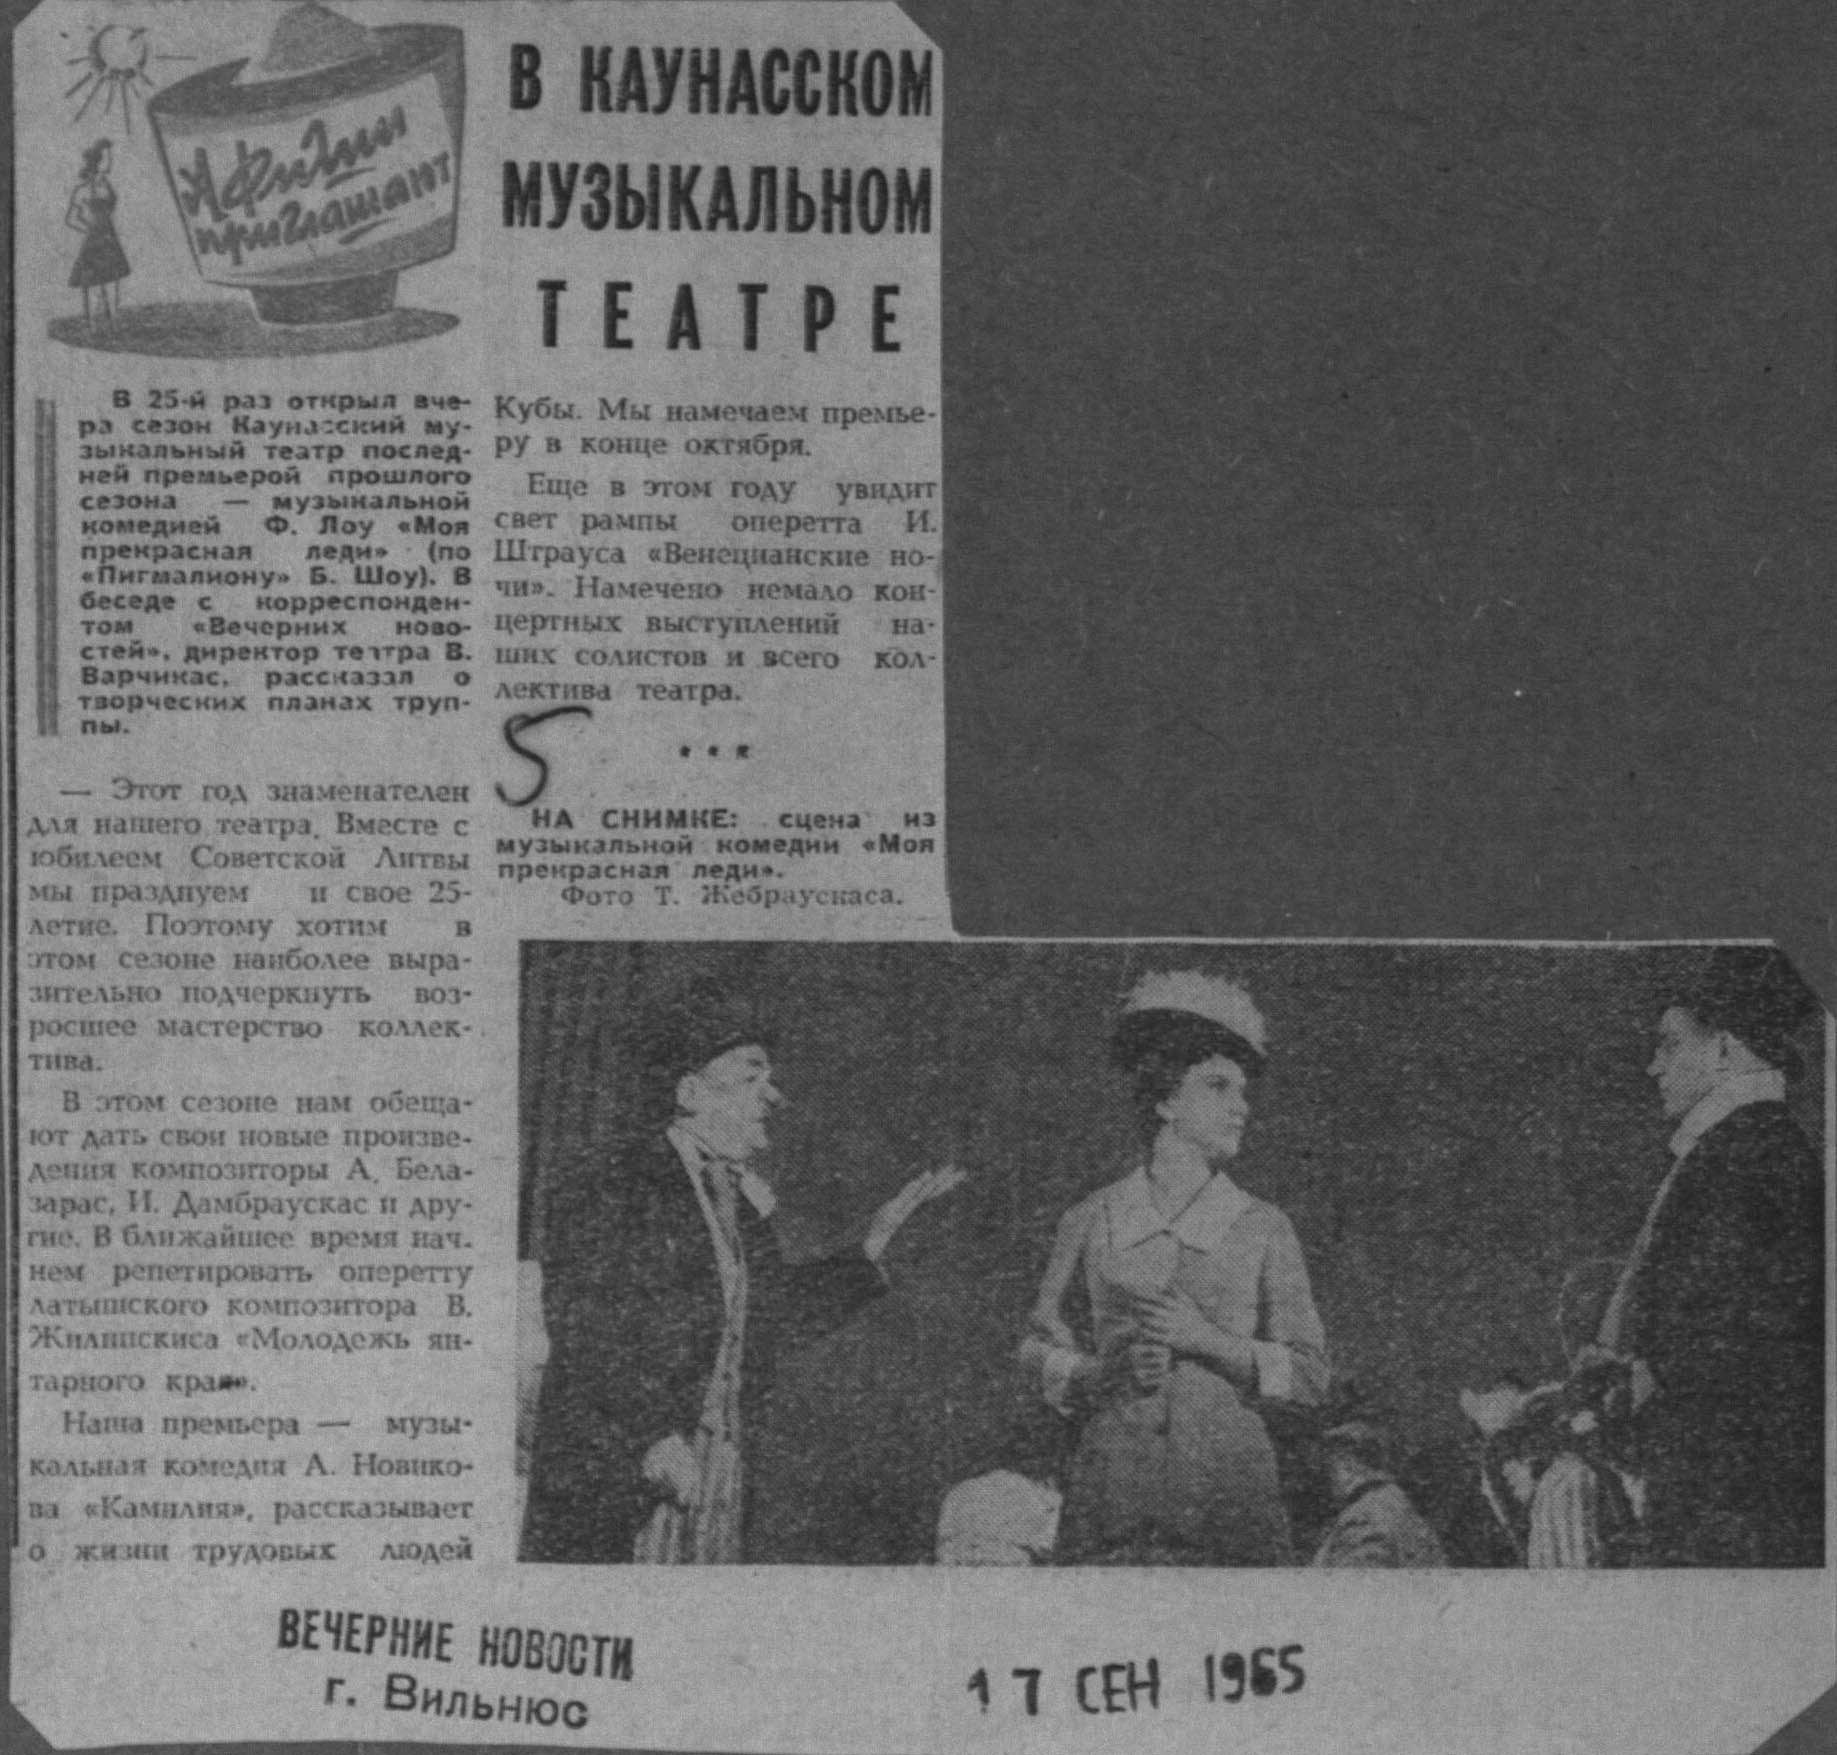 Афиши
приглашают
В КАУНАССКОМ
МУЗЫКАЛЬНОМ
ТЕАТРЕ
В 25-й раз открыл вче-
ра сезон Каунасский му-
зыкальный театр послед-
ней премьерой прошлого
сезона — музыкальной
комедией Ф. Лоу «Моя
прекрасная леди» (по
«Пигмалиону» Б. Шоу). В
беседе с корреспонден-
том «Вечерних ново-
стей», директор театра В.
Варчикас, рассказал о
творческих планах труп-
пы.
— Этот год знаменателен
для нашего театра. Вместе с
юбилеем Советской Литвы
мы празднуем и свое 25-
летие. Поэтому хотим в
этом сезоне наиболее выра-
зительно подчеркнуть воз-
росшее мастерство коллек-
тива.
В этом сезоне нам обеща-
ют дать свои новые произве-
дения композиторы А. Бела-
зарас, И. Дамбраускас и дру-
гие. В ближайшее время нач-
нем репетировать оперетту
латышского композитора В.
Жилинскиса «Молодежь ян-
тарного края».
Наша премьера — музы-
кальная комедия А. Новико-
ва «Камилия», рассказывает
о жизни трудовых людей
Кубы. Мы намечаем премье-
ру в конце октября.
Еще в этом году увидит
свет рампы оперетта И.
Штрауса «Венецианские но-
чи». Намечено немало кон-
цертных выступлений на-
ших солистов и всего кол-
лектива театра.
5
...
НА СНИМКЕ: сцена из
музыкальной комедии «Моя
прекрасная леди».
Фото Т. Жебраускаса.
ВЕЧЕРНИЕ НОВОСТИ
г. Вильнюс
17 СЕН 1965